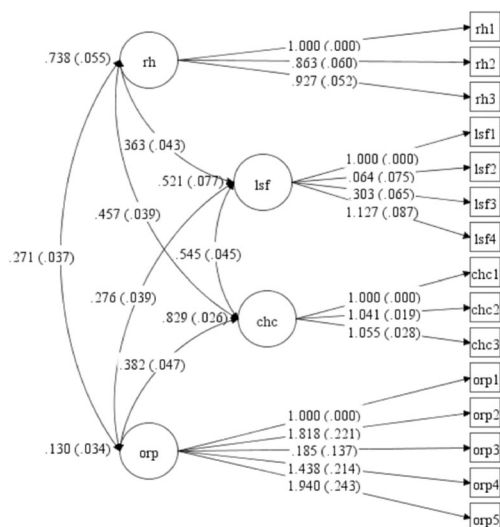 rh1
1.000 (.000)
.738 (.055)
rh
rh2
.863 (.060)
.927 (.052)
rh3
lsf1
.363 (.043)
1.000 (.000)
lsf2
.521 (.077)
lsf
.064 (.075)
lsf3
.303 (.065)
.457 (.039)
1.127 (.087)
lsf4
.271 (.037)
.545 (.045)
chc1
.276 (.039)
1.000 (.000)
.829 (.026)
chc
1.041 (.019)
chc2
1.055 (.028)
chc3
.382 (.047)
orp1
1.000 (.000)
orp2
1.818 (.221)
.130 (.034)
orp
.185 (.137)
orp3
1.438 (.214)
orp4
1.940 (.243)
orp5